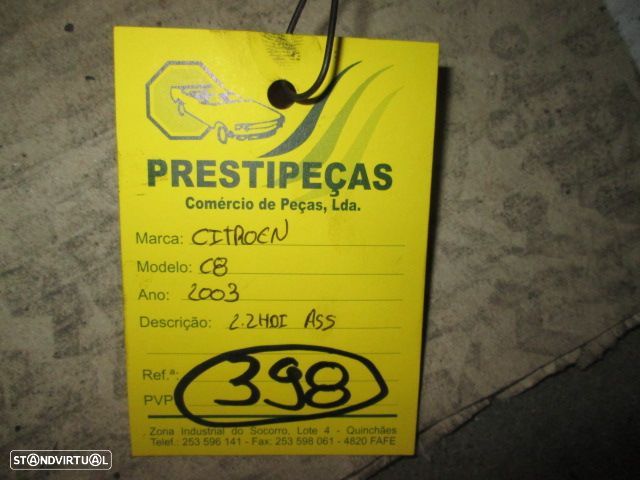 PRESTIPEÇAS
Comércio de Peças, Lda.
Marca: CITROEN
Modelo: C8
Ano: 2003
Descrição: 2.2HDI ASS
Ref.ª:
PVP 398
Zona Industrial do Socorro, Lote 4 - Quinchães
Telef.: 253 596 141 - Fax: 253 598 061 - 4820 FAFE
STANDVIRTUAL